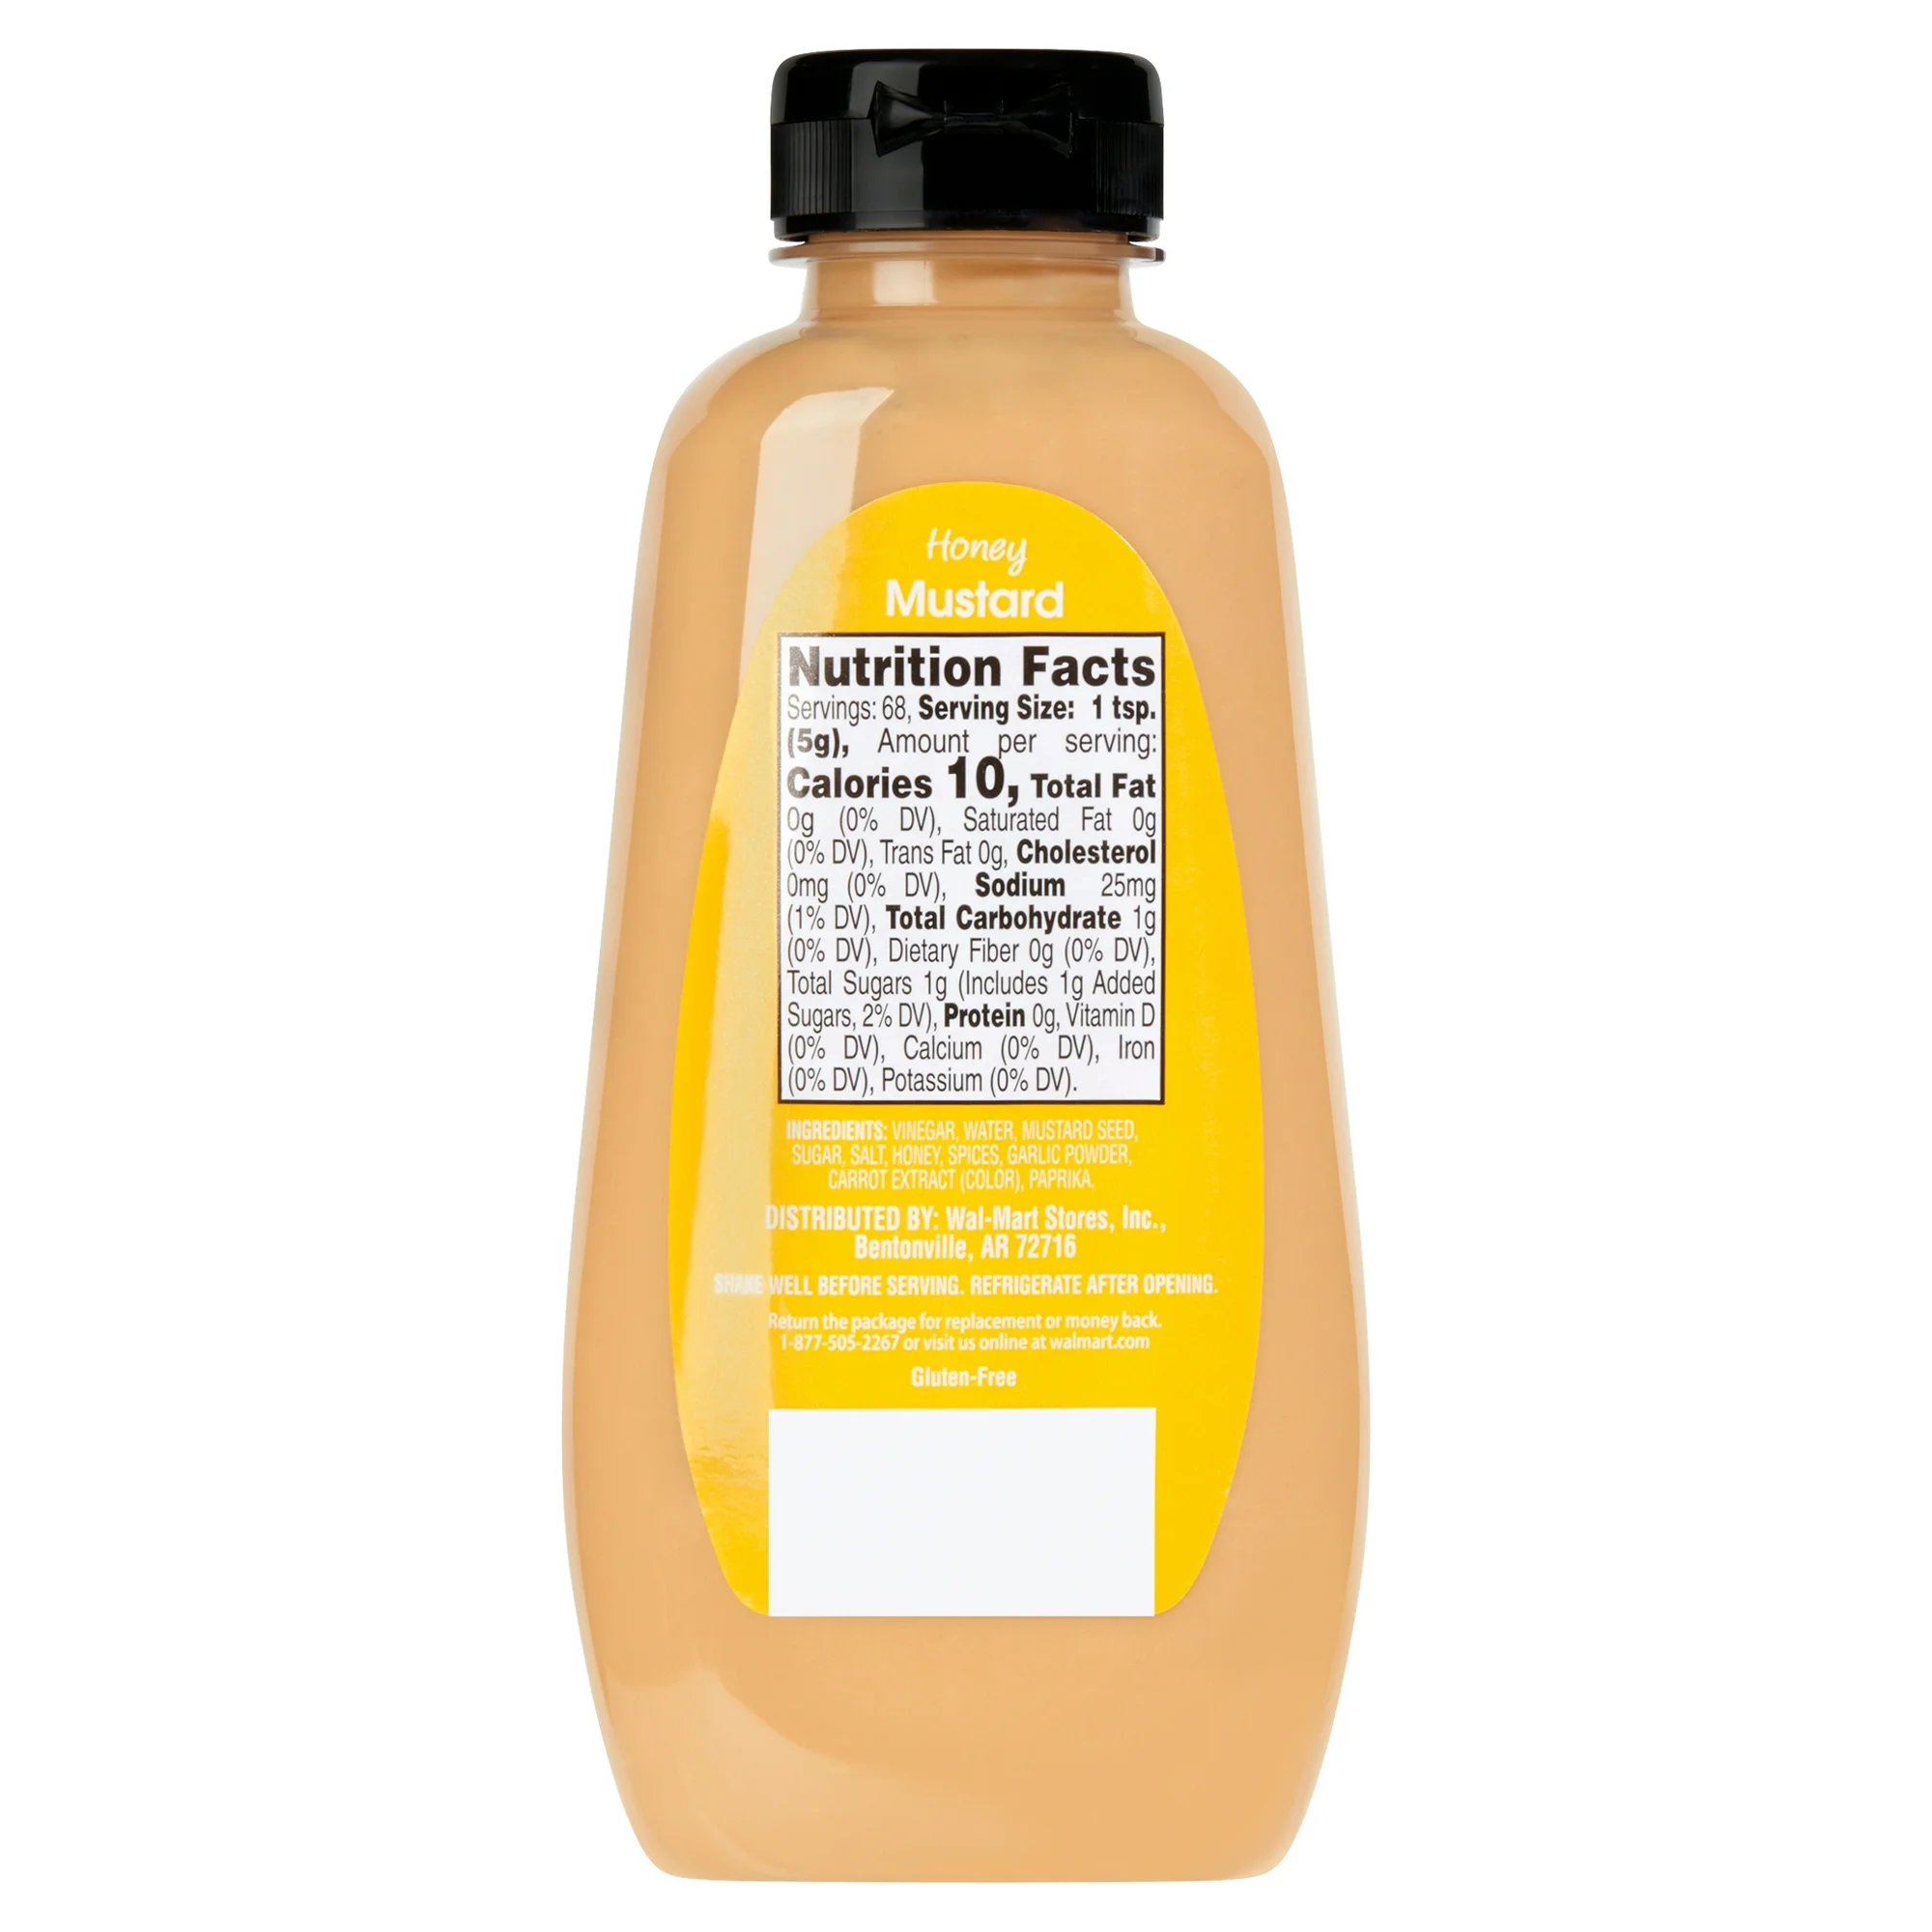 Honey
Mustard
Nutrition Facts
Servings: 68, Serving Size: 1 tsp.
(5g), Amount per serving:
Calories 10, Total Fat
0g (0% DV), Saturated Fat 0g
(0% DV), Trans Fat 0g, Cholesterol
0mg (0% DV), Sodium 25mg
(1% DV), Total Carbohydrate 1g
(0% DV), Dietary Fiber 0g (0% DV),
Total Sugars 1g (Includes 1g Added
Sugars, 2% DV), Protein 0g, Vitamin D
(0% DV), Calcium (0% DV), Iron
(0% DV), Potassium (0% DV).
INGREDIENTS: VINEGAR, WATER, MUSTARD SEED,
SUGAR, SALT, HONEY, SPICES, GARLIC POWDER,
CARROT EXTRACT (COLOR), PAPRIKA.
DISTRIBUTED BY: Wal-Mart Stores, Inc.,
Bentonville, AR 72716
SHAKE WELL BEFORE SERVING. REFRIGERATE AFTER OPENING.
Return the package for replacement or money back.
1-877-505-2267 or visit us online at walmart.com
Gluten-Free